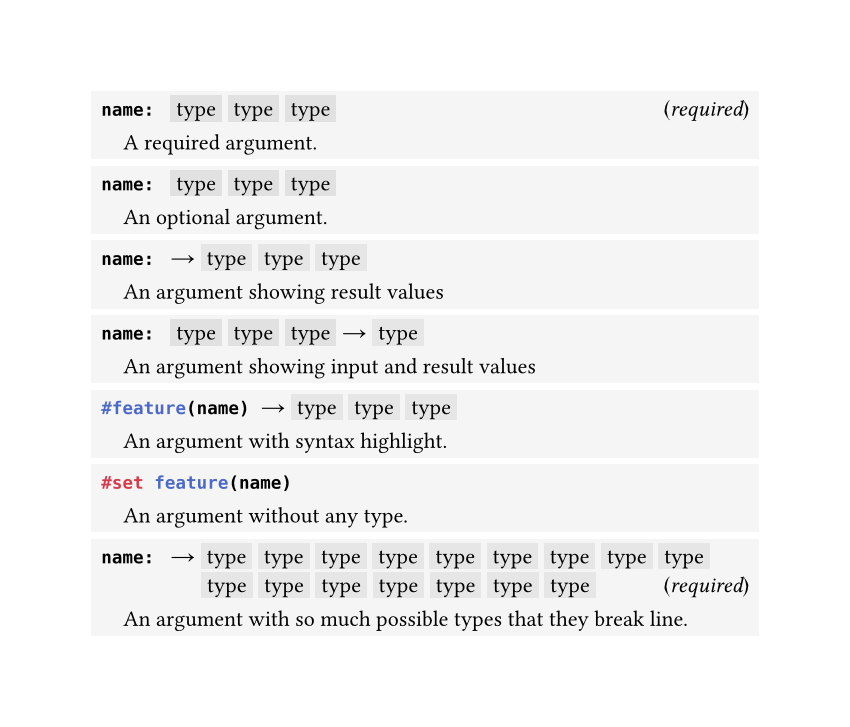 name: type type type (required)
A required argument.
name: type type type
An optional argument.
name: → type type type
An argument showing result values
name: type type type → type
An argument showing input and result values
#feature(name) → type type type
An argument with syntax highlight.
#set feature(name)
An argument without any type.
name: → type type type type type type type type type
type type type type type type type (required)
An argument with so much possible types that they break line.